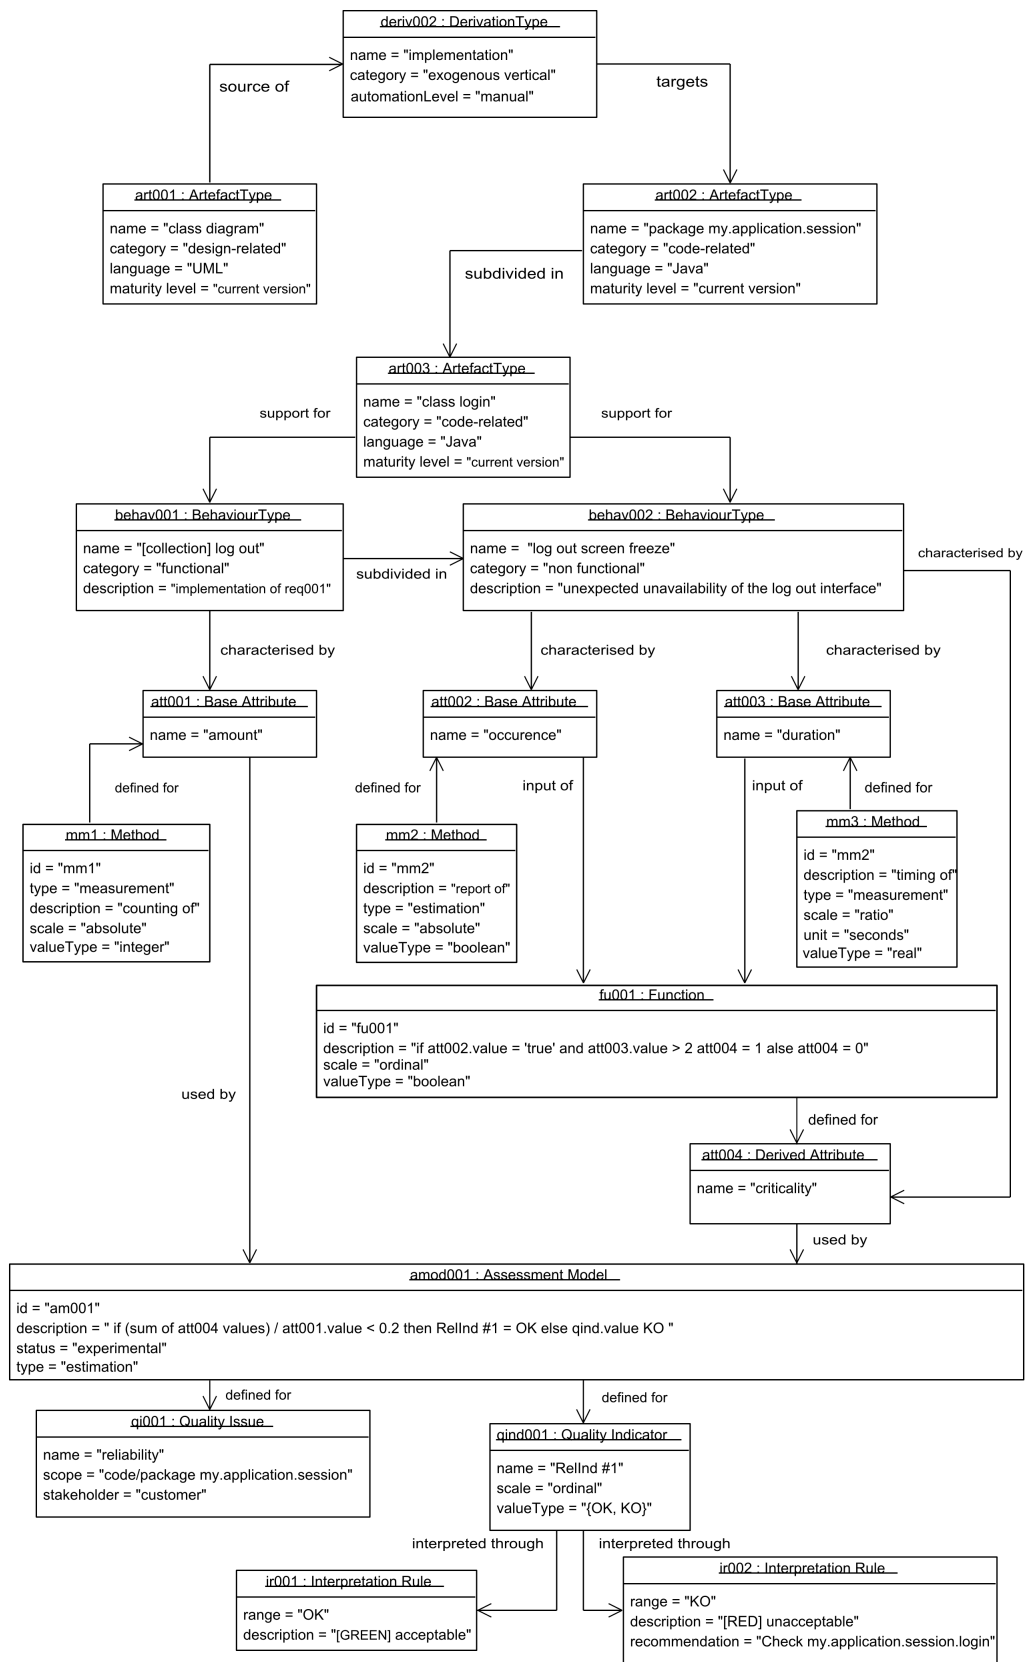 deriv002 : DerivationType
name = "implementation"
category = "exogenous vertical"
automationLevel = "manual"
source of
targets
art001 : ArtefactType
name = "class diagram"
category = "design-related"
language = "UML"
maturity level = "current version"
art002 : ArtefactType
name = "package my.application.session"
category = "code-related"
language = "Java"
maturity level = "current version"
subdivided in
art003 : ArtefactType
name = "class login"
category = "code-related"
language = "Java"
maturity level = "current version"
support for
support for
behav001 : BehaviourType
name = "[collection] log out"
category = "functional"
description = "implementation of req001"
subdivided in
behav002 : BehaviourType
name =  "log out screen freeze"
category = "non functional"
description = "unexpected unavailability of the log out interface"
characterised by
characterised by
characterised by
characterised by
att001 : Base Attribute
name = "amount"
att002 : Base Attribute
name = "occurence"
att003 : Base Attribute
name = "duration"
defined for
defined for
input of
input of
defined for
mm1 : Method
id = "mm1"
type = "measurement"
description = "counting of"
scale = "absolute"
valueType = "integer"
mm2 : Method
id = "mm2"
description = "report of"
type = "estimation"
scale = "absolute"
valueType = "boolean"
mm3 : Method
id = "mm2"
description = "timing of"
type = "measurement"
scale = "ratio"
unit = "seconds"
valueType = "real"
fu001 : Function
id = "fu001"
description = "if att002.value = 'true' and att003.value > 2 att004 = 1 alse att004 = 0"
scale = "ordinal"
valueType = "boolean"
used by
defined for
att004 : Derived Attribute
name = "criticality"
used by
amod001 : Assessment Model
id = "am001"
description = " if (sum of att004 values) / att001.value < 0.2 then RelInd #1 = OK else qind.value KO "
status = "experimental"
type = "estimation"
defined for
defined for
qi001 : Quality Issue
name = "reliability"
scope = "code/package my.application.session"
stakeholder = "customer"
qind001 : Quality Indicator
name = "RelInd #1"
scale = "ordinal"
valueType = "{OK, KO}"
interpreted through
interpreted through
ir001 : Interpretation Rule
range = "OK"
description = "[GREEN] acceptable"
ir002 : Interpretation Rule
range = "KO"
description = "[RED] unacceptable"
recommendation = "Check my.application.session.login"